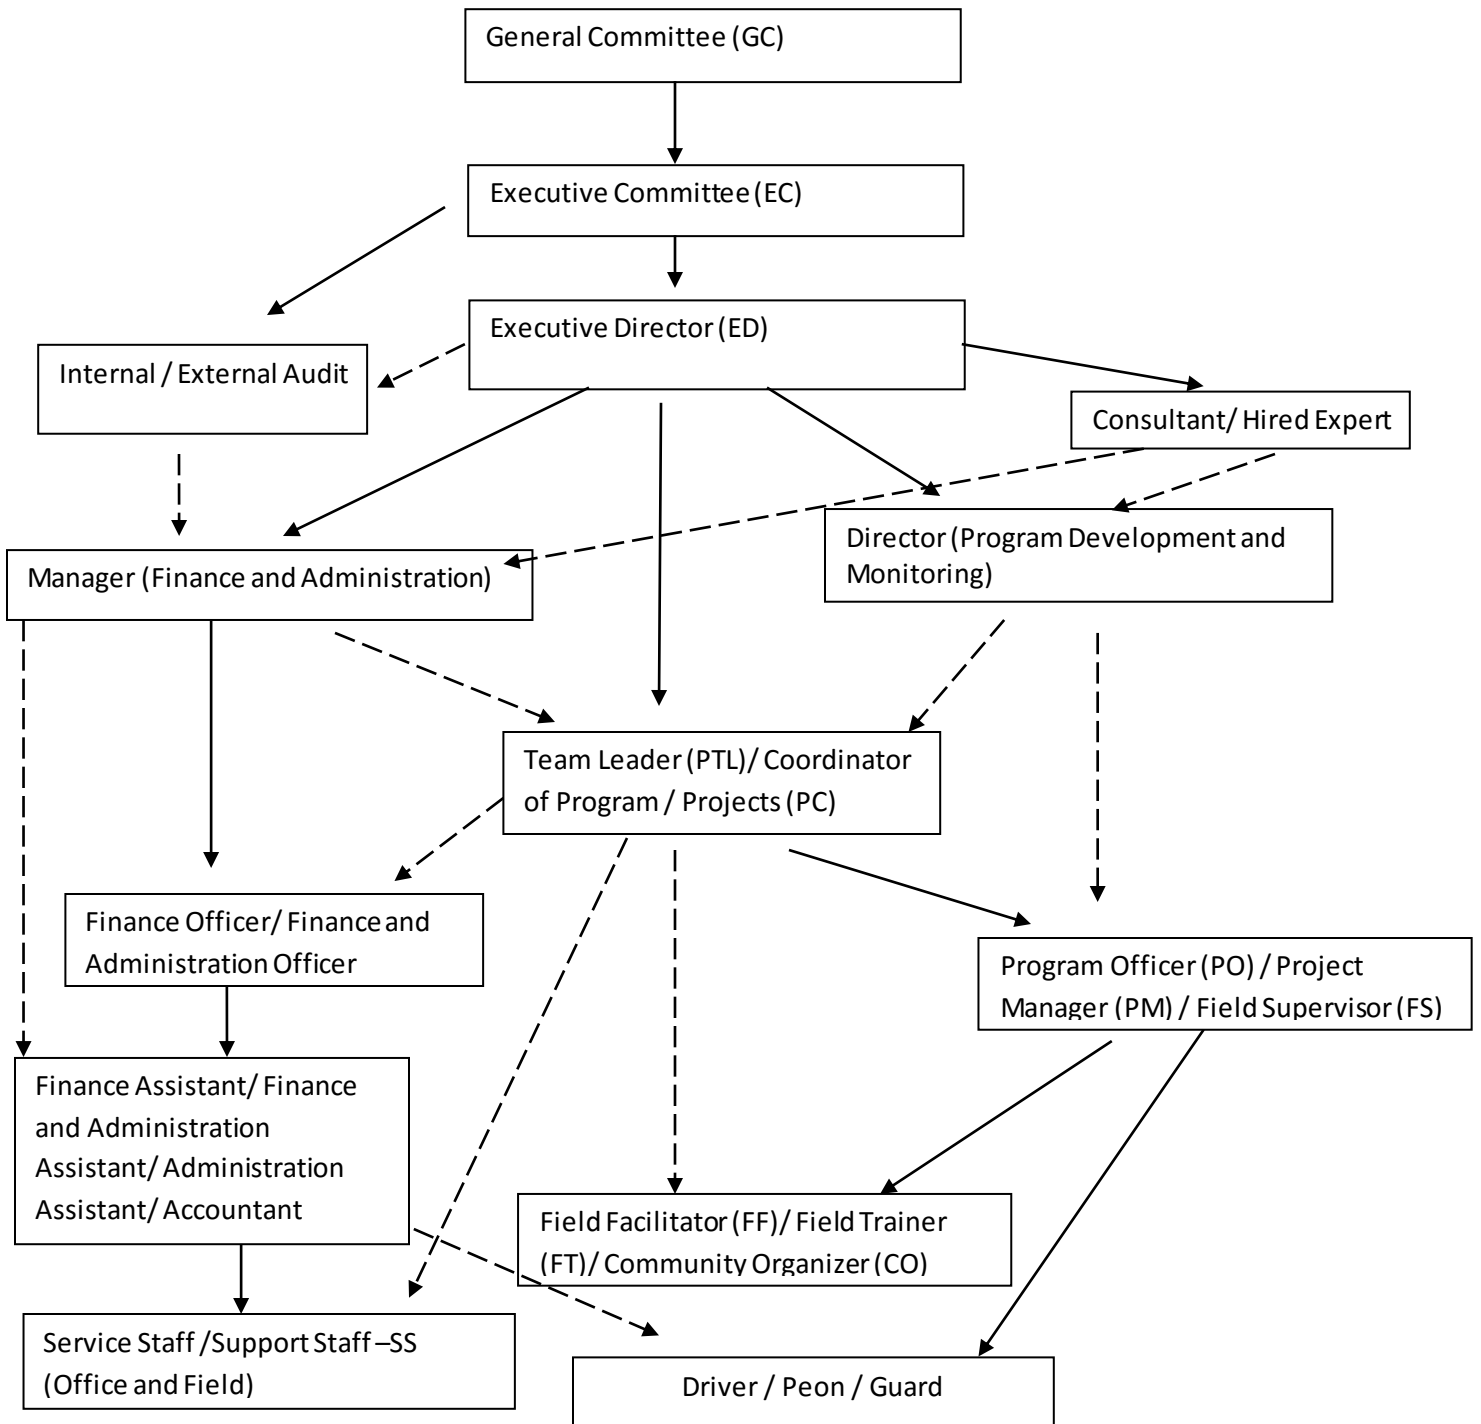 General Committee (GC)
Executive Committee (EC)
Executive Director (ED)
Internal / External Audit
Consultant/ Hired Expert
Director (Program Development and
Monitoring)
Manager (Finance and Administration)
Team Leader (PTL)/ Coordinator
of Program / Projects (PC)
Finance Officer/ Finance and
Administration Officer
Program Officer (PO) / Project
Manager (PM) / Field Supervisor (FS)
Finance Assistant/ Finance
and Administration
Assistant/ Administration
Assistant/ Accountant
Field Facilitator (FF)/ Field Trainer
(FT)/ Community Organizer (CO)
Service Staff /Support Staff –SS
(Office and Field)
Driver / Peon / Guard